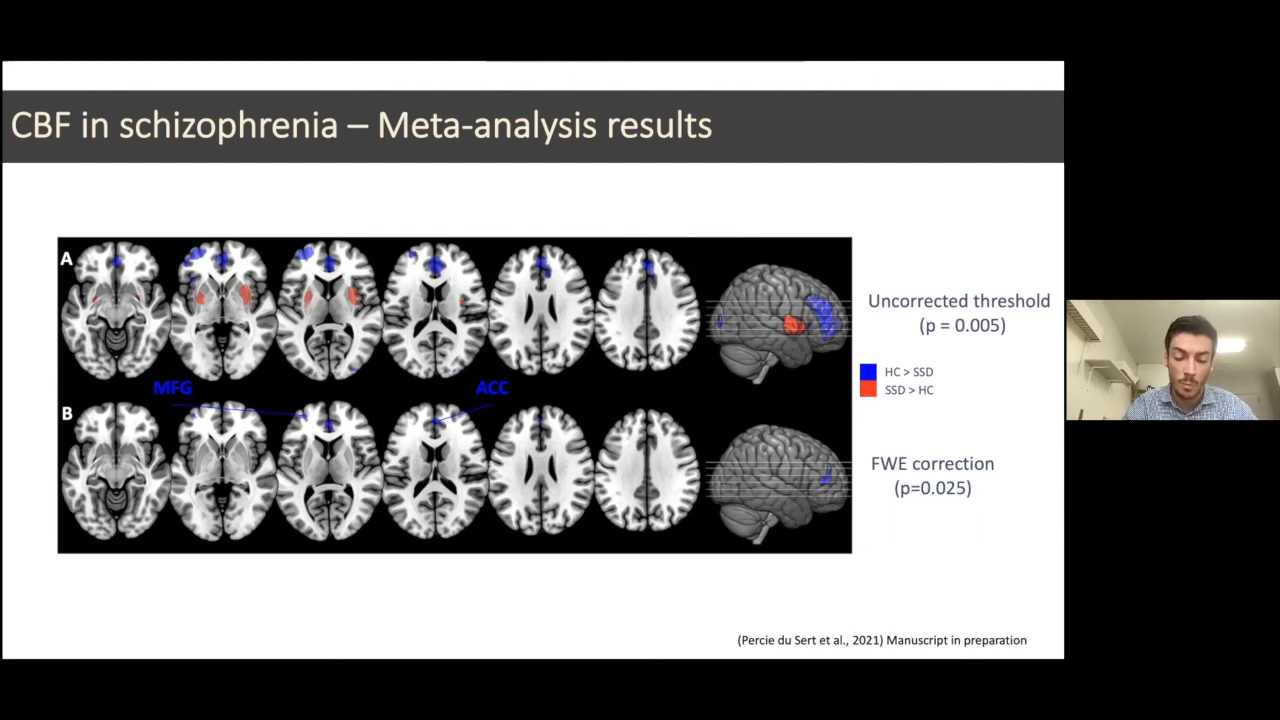 CBF in schizophrenia – Meta-analysis results
A
Uncorrected threshold
(p = 0.005)
HC > SSD
SSD > HC
MFG
ACC
B
FWE correction
(p=0.025)
(Percie du Sert et al., 2021) Manuscript in preparation